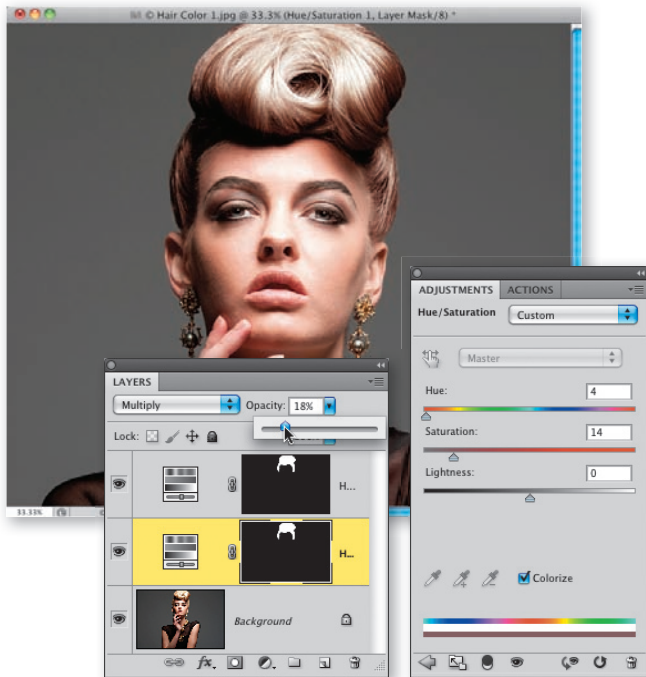 © Hair Color 1.jpg @ 33.3% (Hue/Saturation 1, Layer Mask/8) *
ADJUSTMENTS ACTIONS
Hue/Saturation Custom
Master
Hue: 4
Saturation: 14
Lightness: 0
Colorize
LAYERS
Multiply Opacity: 18%
Lock:
H...
H...
Background
fx.
33.33%